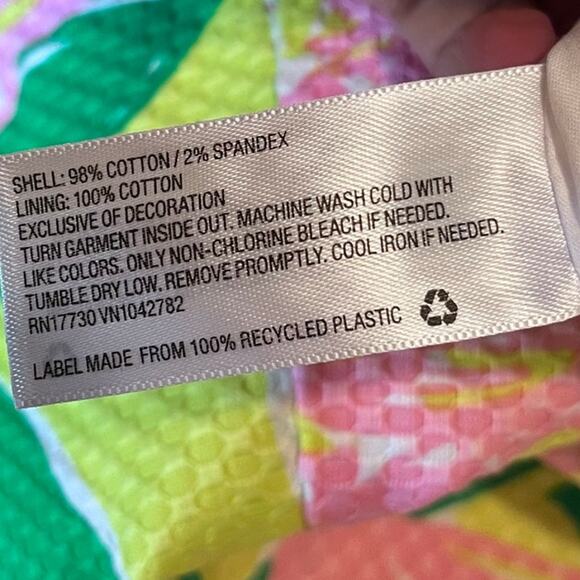 SHELL: 98% COTTON / 2% SPANDEX
LINING: 100% COTTON
EXCLUSIVE OF DECORATION
TURN GARMENT INSIDE OUT. MACHINE WASH COLD WITH
LIKE COLORS. ONLY NON-CHLORINE BLEACH IF NEEDED.
TUMBLE DRY LOW. REMOVE PROMPTLY. COOL IRON IF NEEDED.
RN17730 VN1042782
LABEL MADE FROM 100% RECYCLED PLASTIC